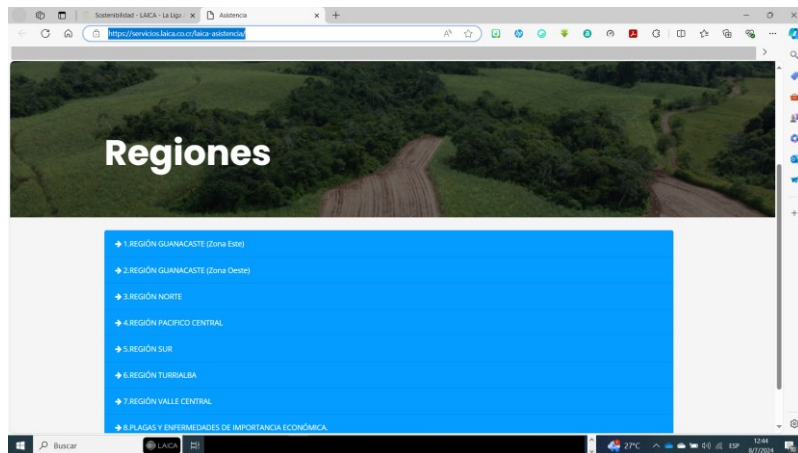 Sostenibilidad - LAICA - La Liga
Asistencia
https://servicios.laica.co.cr/laica-asistencia/
Regiones
1.REGIÓN GUANACASTE (Zona Este)
2.REGIÓN GUANACASTE (Zona Oeste)
3.REGIÓN NORTE
4.REGIÓN PACIFICO CENTRAL
5.REGIÓN SUR
6.REGIÓN TURRIALBA
7.REGIÓN VALLE CENTRAL
8.PLAGAS Y ENFERMEDADES DE IMPORTANCIA ECONÓMICA.
Buscar
LAICA
27°C
ESP
12:44
8/7/2024